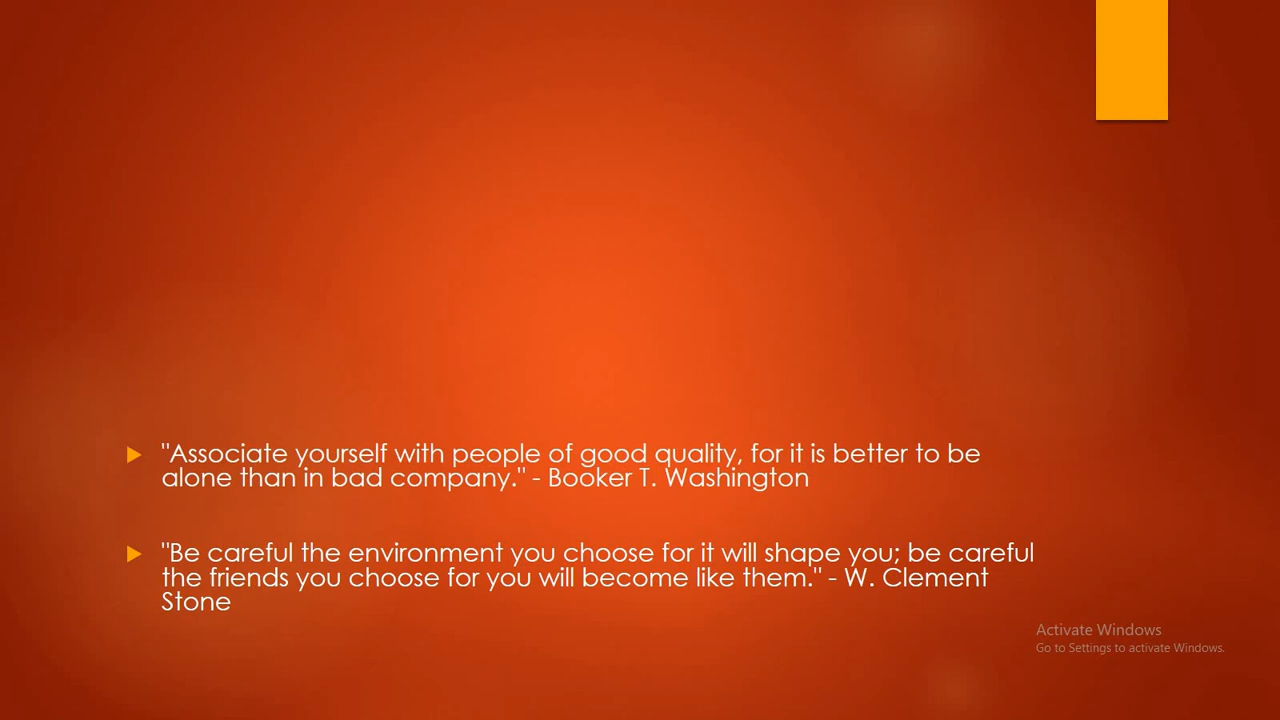 "Associate yourself with people of good quality, for it is better to be
alone than in bad company." - Booker T. Washington
"Be careful the environment you choose for it will shape you; be careful
the friends you choose for you will become like them." - W. Clement
Stone
Activate Windows
Go to Settings to activate Windows.